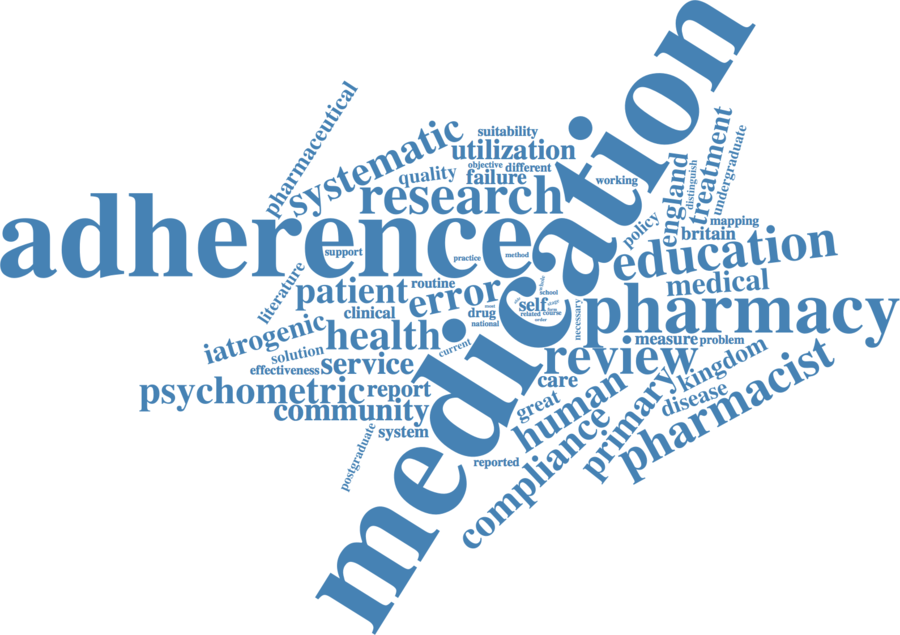 medication
adherence
pharmacy
education
pharmacist
research
review
systematic
psychometric
health
human
compliance
primary
error
patient
community
service
iatrogenic
utilization
medical
treatment
england
pharmaceutical
kingdom
self
report
failure
quality
suitability
objective
different
working
policy
distinguish
undergraduate
mapping
britain
support
practice
method
literature
routine
clinical
drug
national
school
related
course
order
necessary
measure
problem
solution
effectiveness
current
care
great
disease
system
postgraduate
reported